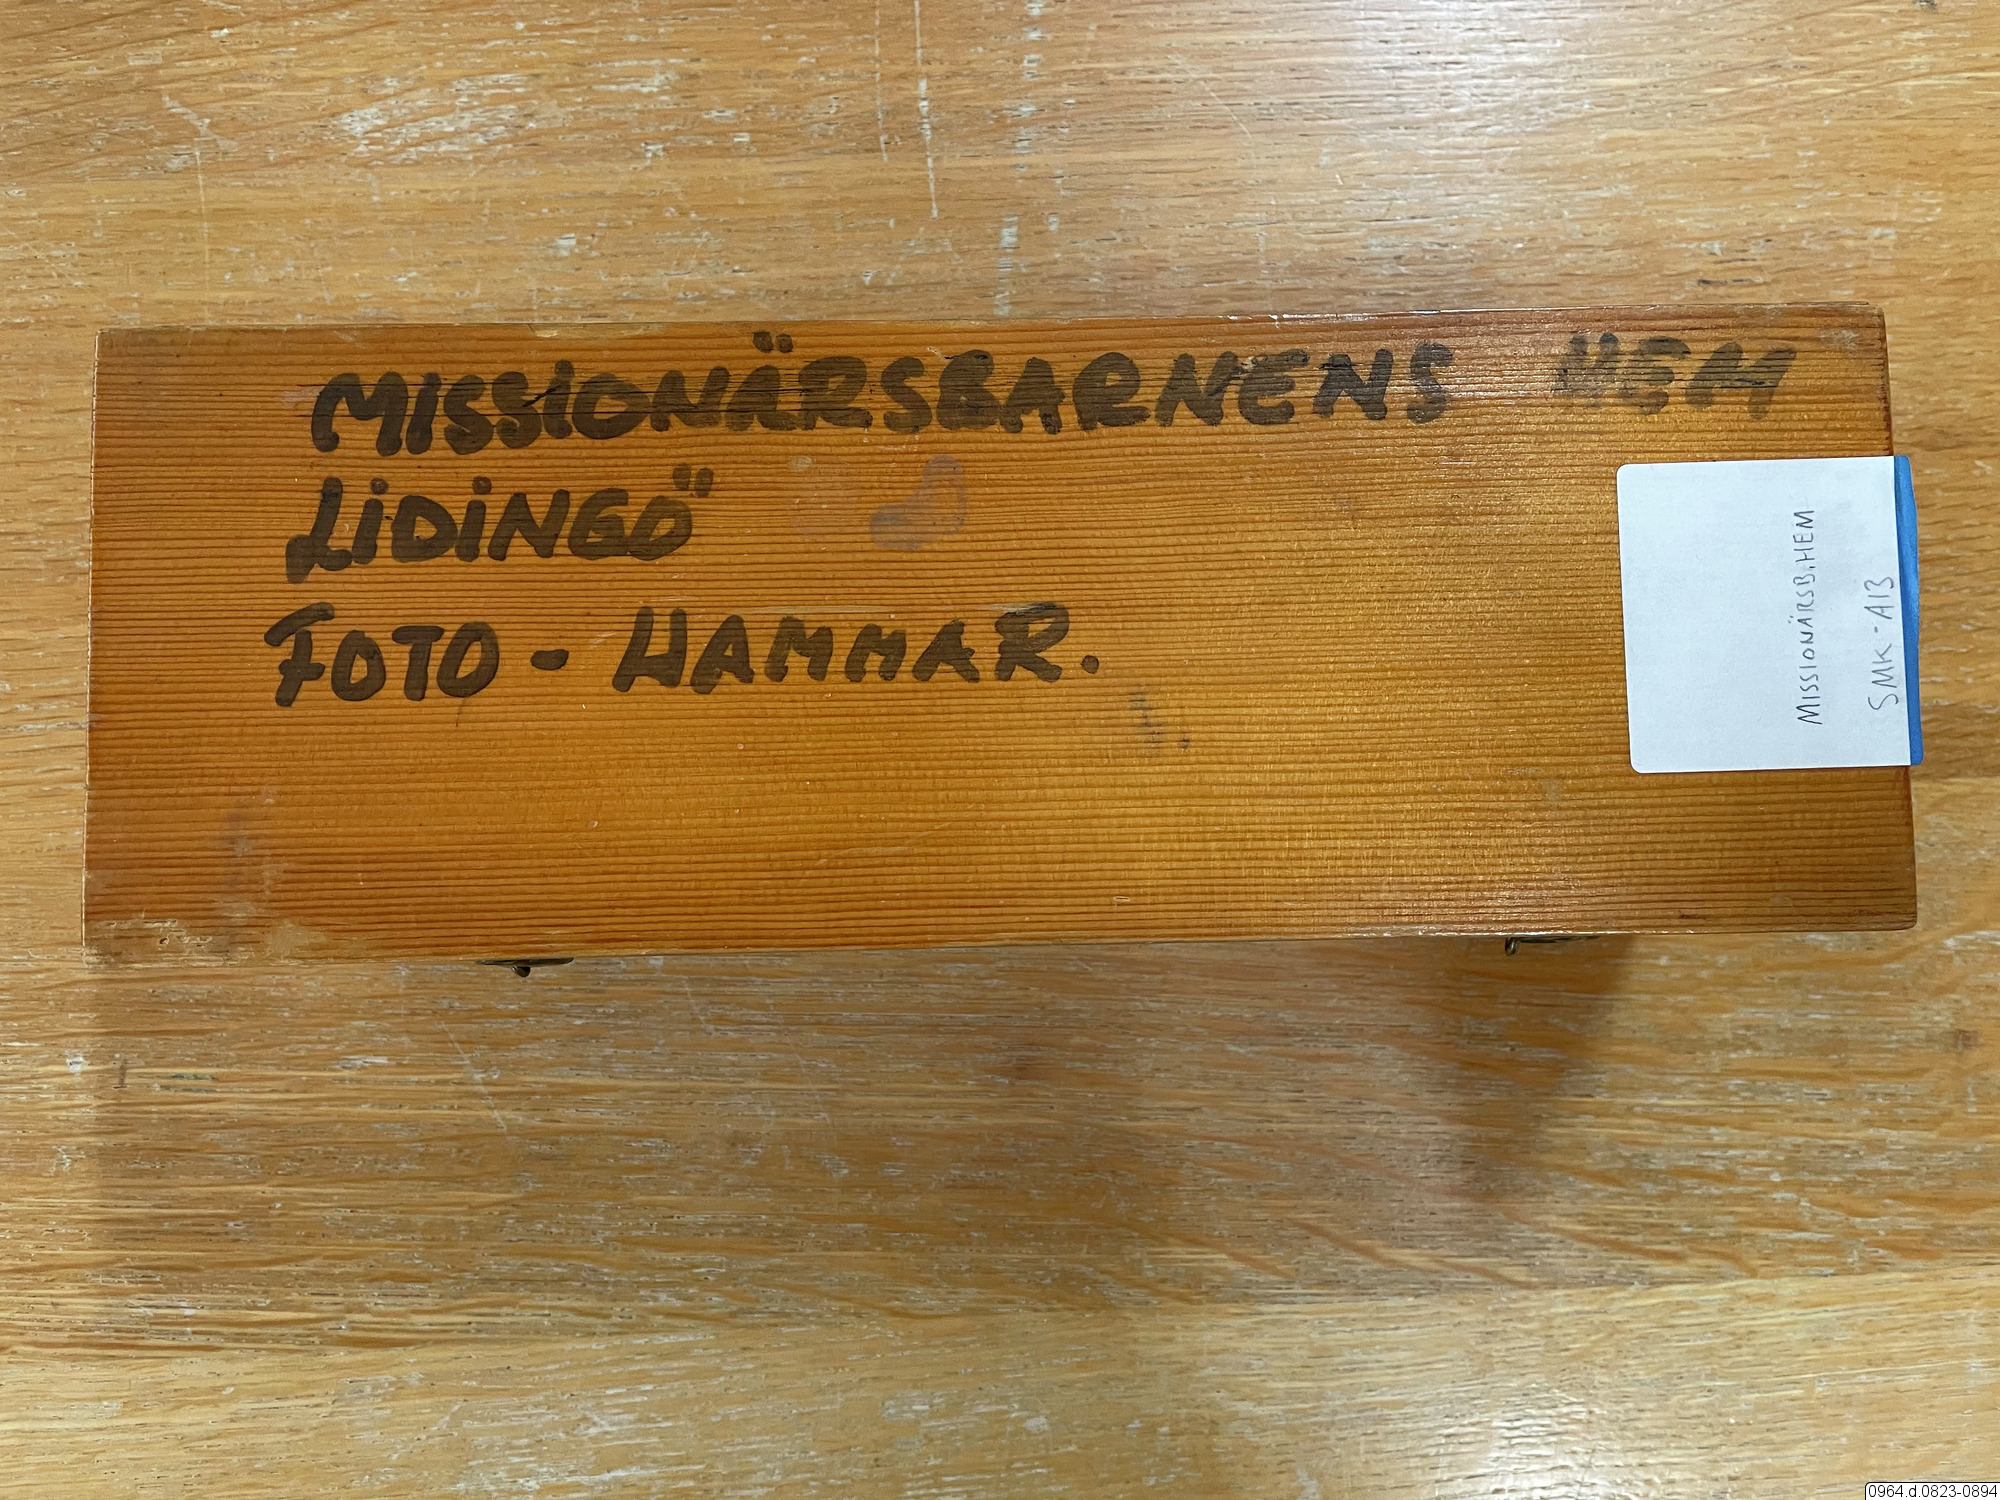 MISSIONÄRSBARNENS HEM
LIDINGÖ
FOTO - HAMMAR.
MISSIONÄRSB.HEM
SMK-A13
0964.d.0823-0894